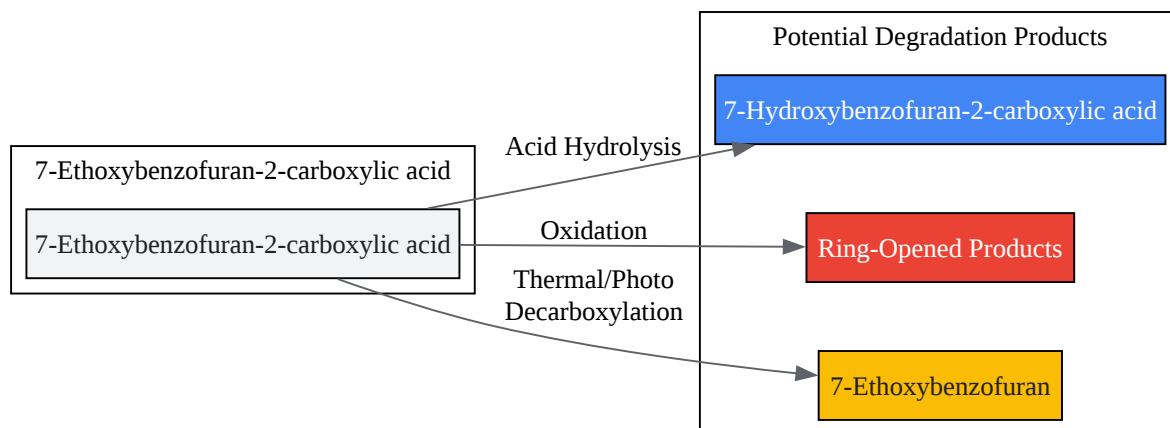 Potential Degradation Products
7-Hydroxybenzofuran-2-carboxylic acid
Acid Hydrolysis
7-Ethoxybenzofuran-2-carboxylic acid
7-Ethoxybenzofuran-2-carboxylic acid
Oxidation
Ring-Opened Products
Thermal/Photo
Decarboxylation
7-Ethoxybenzofuran